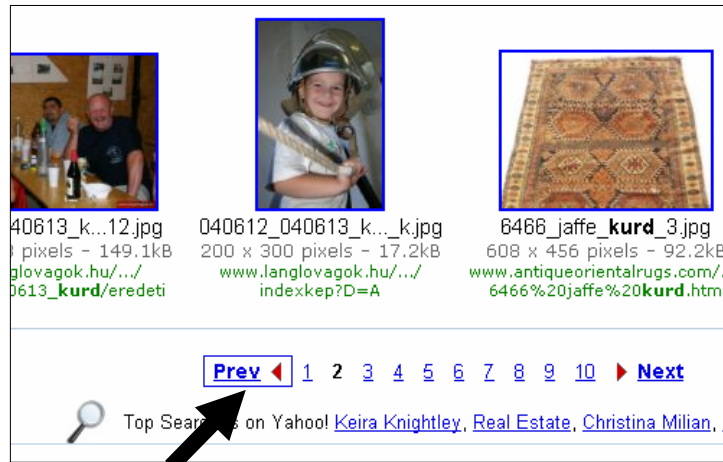 40613_k...12.jpg
040612_040613_k..._k.jpg
6466_jaffe_kurd_3.jpg
pixels - 149.1kB
200 x 300 pixels - 17.2kB
608 x 456 pixels - 92.2kB
glovagok.hu/.../
www.langlovagok.hu/.../
www.antiqueorientalrugs.com/
0613_kurd/eredeti
indexkep?D=A
6466%20jaffe%20kurd.htm
Prev 1 2 3 4 5 6 7 8 9 10 Next
Top Searches on Yahoo! Keira Knightley, Real Estate, Christina Milian,